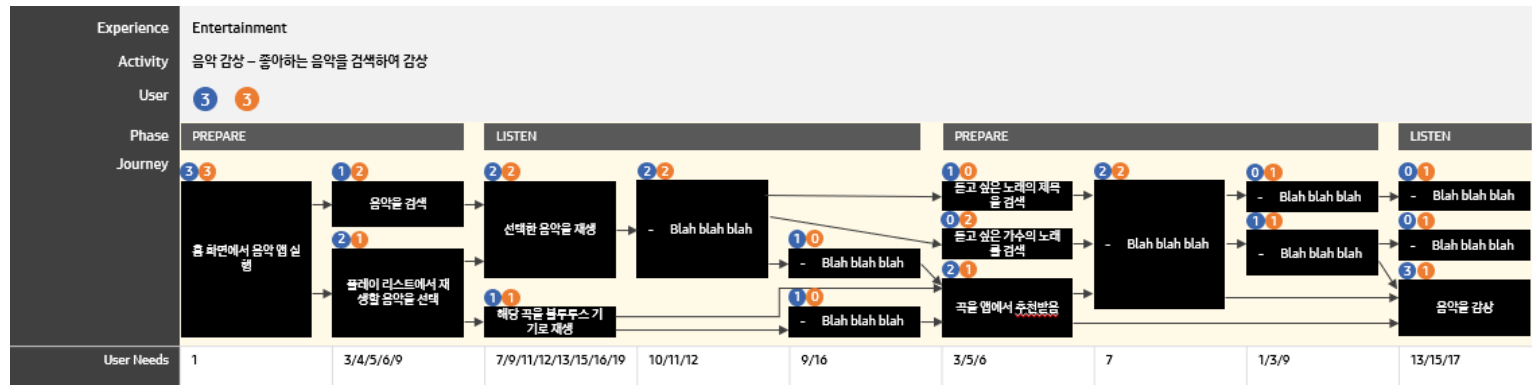 Experience
Entertainment
Activity
음악 감상 – 좋아하는 음악을 검색하여 감상
User
3 3
Phase
PREPARE
LISTEN
PREPARE
LISTEN
Journey
3 3
홈 화면에서 음악 앱 실
행
1 2
음악을 검색
2 1
플레이 리스트에서 재
생할 음악을 선택
2 2
선택한 음악을 재생
1 1
해당 곡을 블루투스 기
기로 재생
2 2
- Blah blah blah
1 0
- Blah blah blah
1 0
- Blah blah blah
1 0
듣고 싶은 노래의 제목
을 검색
0 2
듣고 싶은 가수의 노래
를 검색
2 1
곡을 앱에서 추천받음
2 2
- Blah blah blah
0 1
- Blah blah blah
1 1
- Blah blah blah
0 1
- Blah blah blah
0 1
- Blah blah blah
3 1
음악을 감상
User Needs
1
3/4/5/6/9
7/9/11/12/13/15/16/19
10/11/12
9/16
3/5/6
7
1/3/9
13/15/17